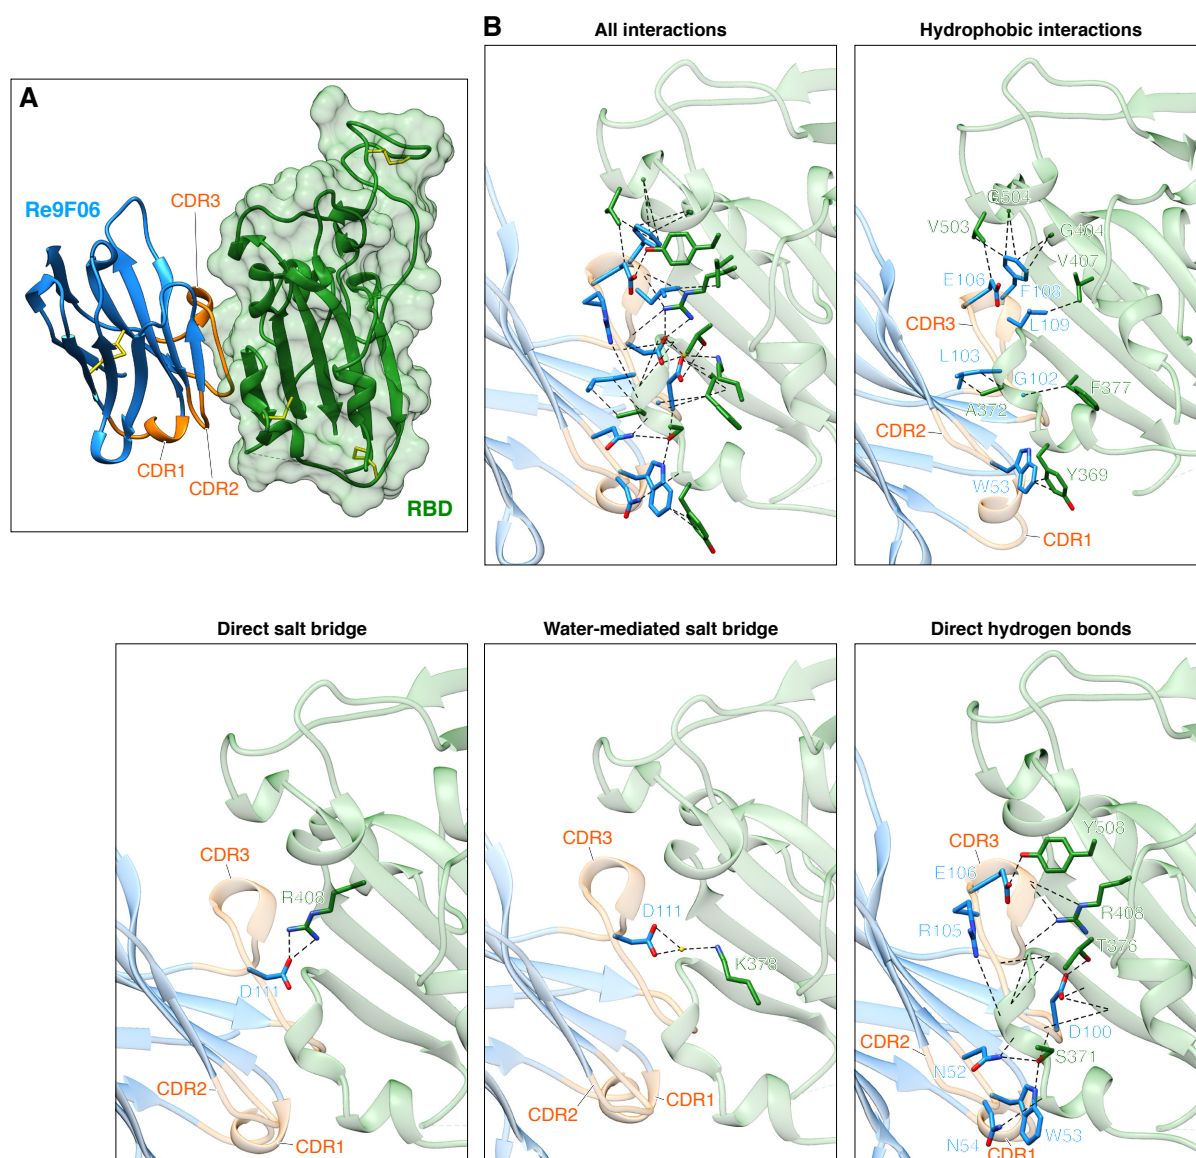 A
Re9F06
CDR3
CDR1
CDR2
RBD
B
All interactions
Hydrophobic interactions
G504
V503
G404
V407
E106
F108
CDR3
L109
L103
G102
F377
A372
CDR2
Y369
W53
CDR1
Direct salt bridge
Water-mediated salt bridge
Direct hydrogen bonds
CDR3
R408
D111
CDR2
CDR1
CDR3
D111
K378
CDR2
CDR1
Y508
CDR3
E106
R408
R105
T376
D100
CDR2
S371
N52
W53
N54
CDR1